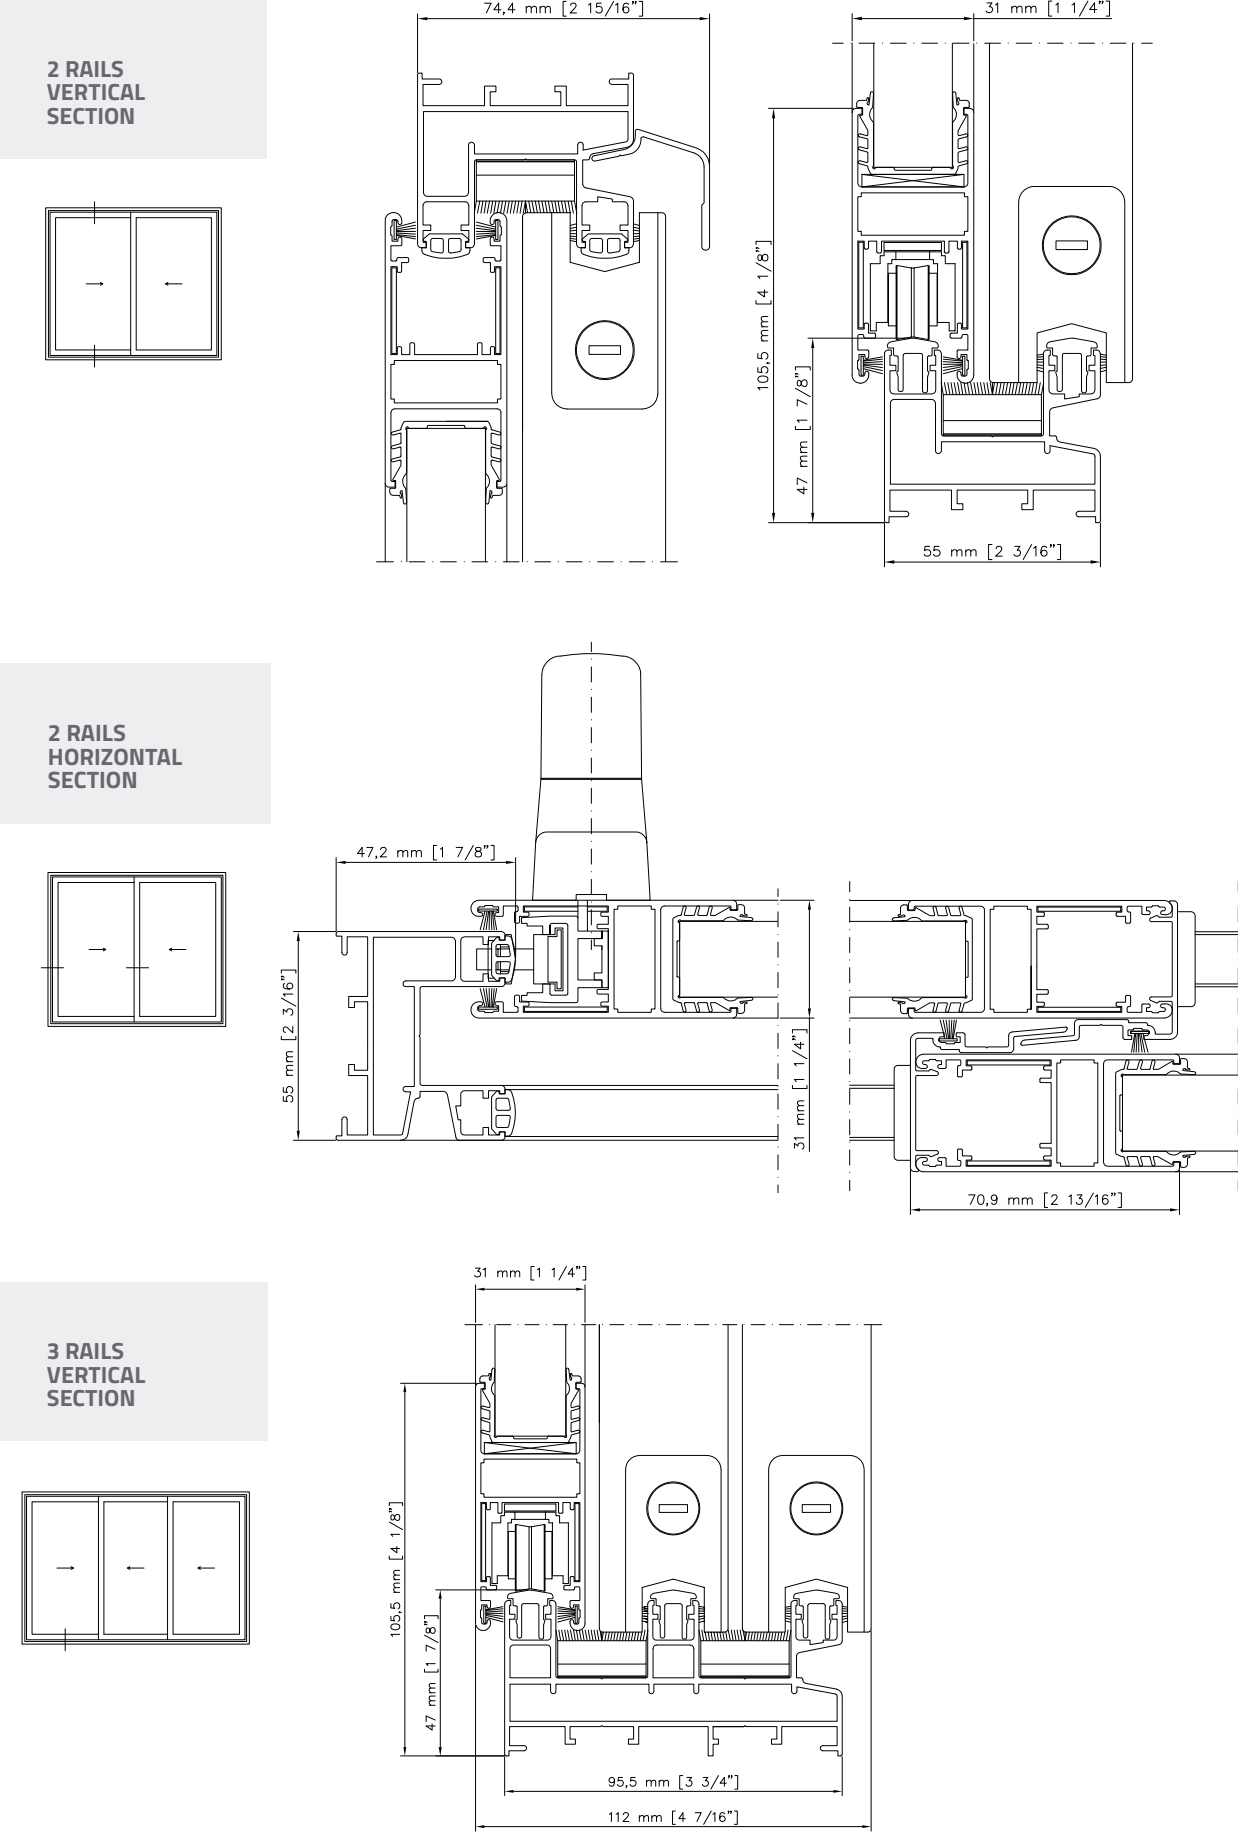 74,4 mm [2 15/16”]
31 mm [1 1/4”]
2 RAILS
VERTICAL
SECTION
105,5 mm [4 1/8”]
47 mm [1 7/8”]
55 mm [2 3/16”]
2 RAILS
HORIZONTAL
SECTION
47,2 mm [1 7/8”]
55 mm [2 3/16”]
31 mm [1 1/4”]
70,9 mm [2 13/16”]
31 mm [1 1/4”]
3 RAILS
VERTICAL
SECTION
105,5 mm [4 1/8”]
47 mm [1 7/8”]
95,5 mm [3 3/4”]
112 mm [4 7/16”]